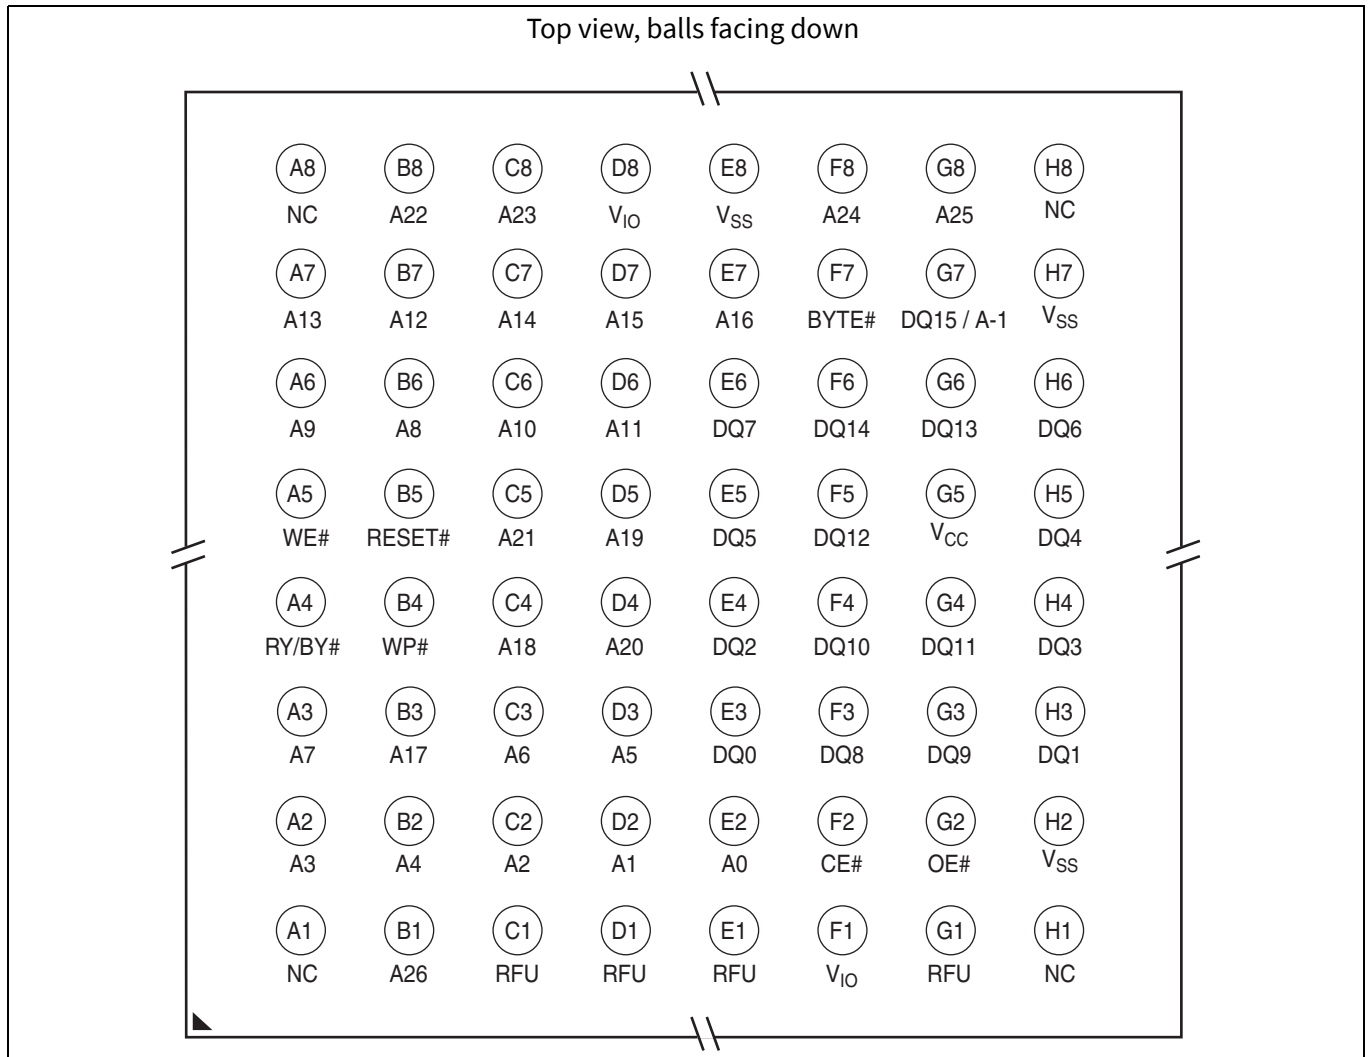 Top view, balls facing down
A8 B8 C8 D8 E8 F8 G8 H8
NC A22 A23 VIO VSS A24 A25 NC
A7 B7 C7 D7 E7 F7 G7 H7
A13 A12 A14 A15 A16 BYTE# DQ15 / A-1 VSS
A6 B6 C6 D6 E6 F6 G6 H6
A9 A8 A10 A11 DQ7 DQ14 DQ13 DQ6
A5 B5 C5 D5 E5 F5 G5 H5
WE# RESET# A21 A19 DQ5 DQ12 VCC DQ4
A4 B4 C4 D4 E4 F4 G4 H4
RY/BY# WP# A18 A20 DQ2 DQ10 DQ11 DQ3
A3 B3 C3 D3 E3 F3 G3 H3
A7 A17 A6 A5 DQ0 DQ8 DQ9 DQ1
A2 B2 C2 D2 E2 F2 G2 H2
A3 A4 A2 A1 A0 CE# OE# VSS
A1 B1 C1 D1 E1 F1 G1 H1
NC A26 RFU RFU RFU VIO RFU NC